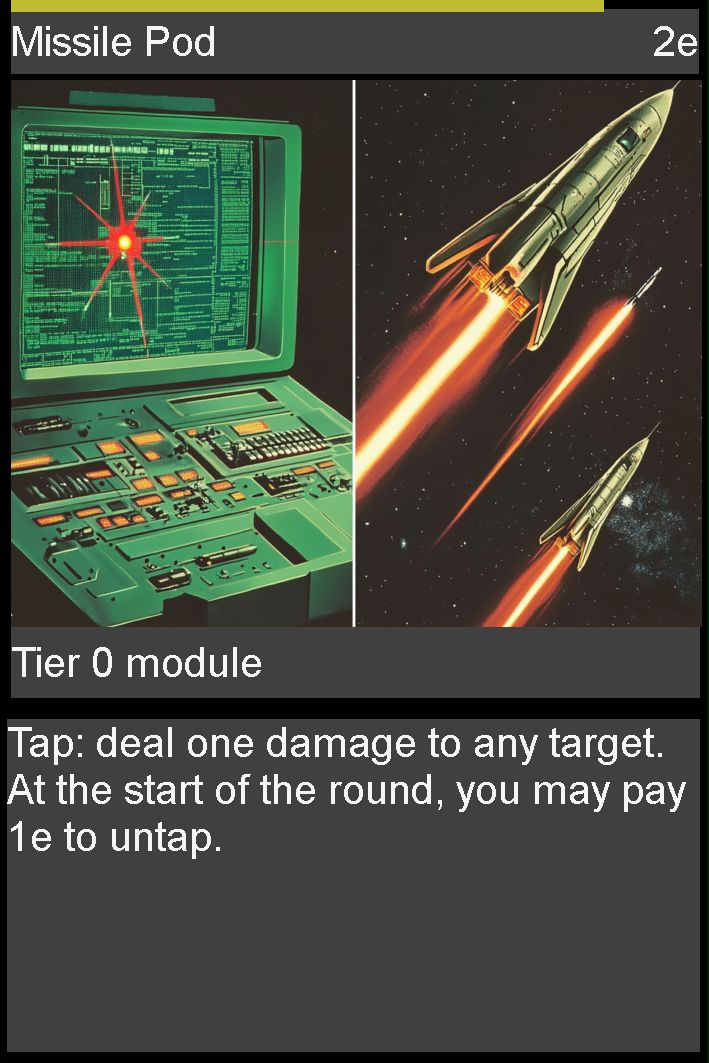 Missile Pod 2e
Tier 0 module
Tap: deal one damage to any target.
At the start of the round, you may pay
1e to untap.